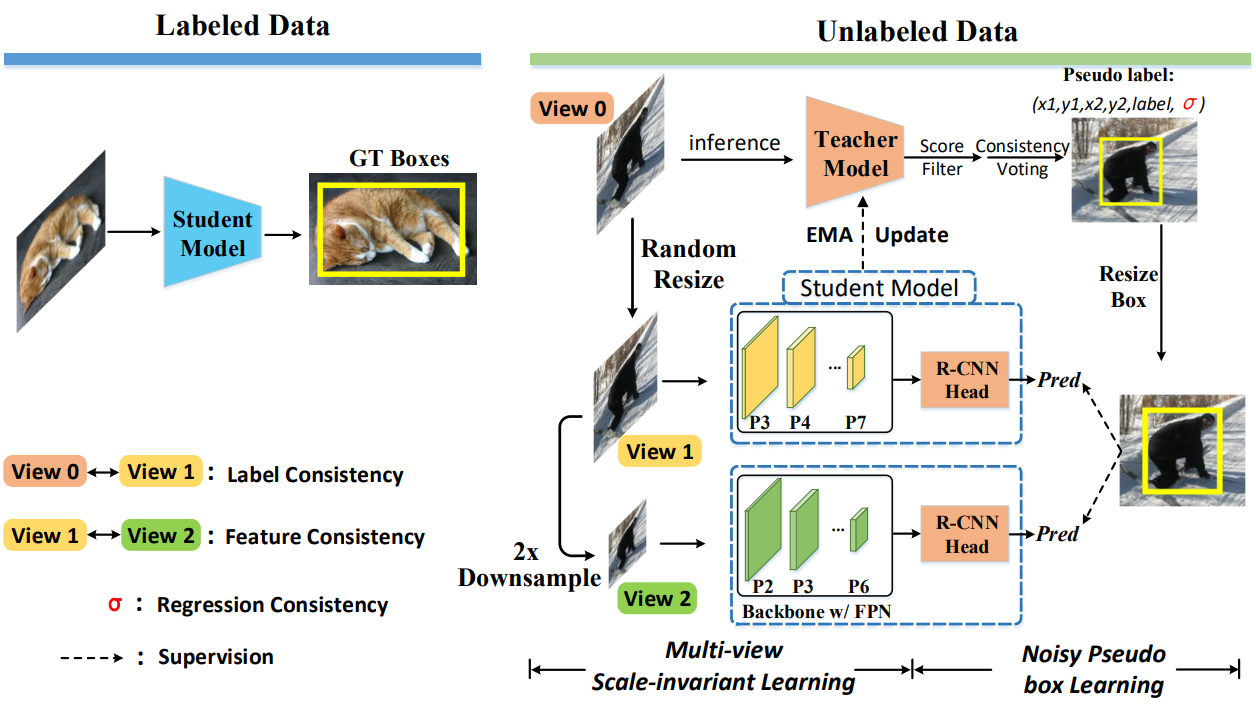 Labeled Data
Unlabeled Data
GT Boxes
Student
Model
View 0
inference
Teacher
Model
Score
Filter
Consistency
Voting
Pseudo label:
(x1,y1,x2,y2,label, σ )
Random
Resize
EMA
Update
Resize
Box
Student Model
P3
P4
...
P7
R-CNN
Head
Pred
View 1
2x
Downsample
View 2
P2
P3
...
P6
R-CNN
Head
Pred
Backbone w/ FPN
View 0
View 1
: Label Consistency
View 1
View 2
: Feature Consistency
σ : Regression Consistency
: Supervision
Multi-view
Scale-invariant Learning
Noisy Pseudo
box Learning